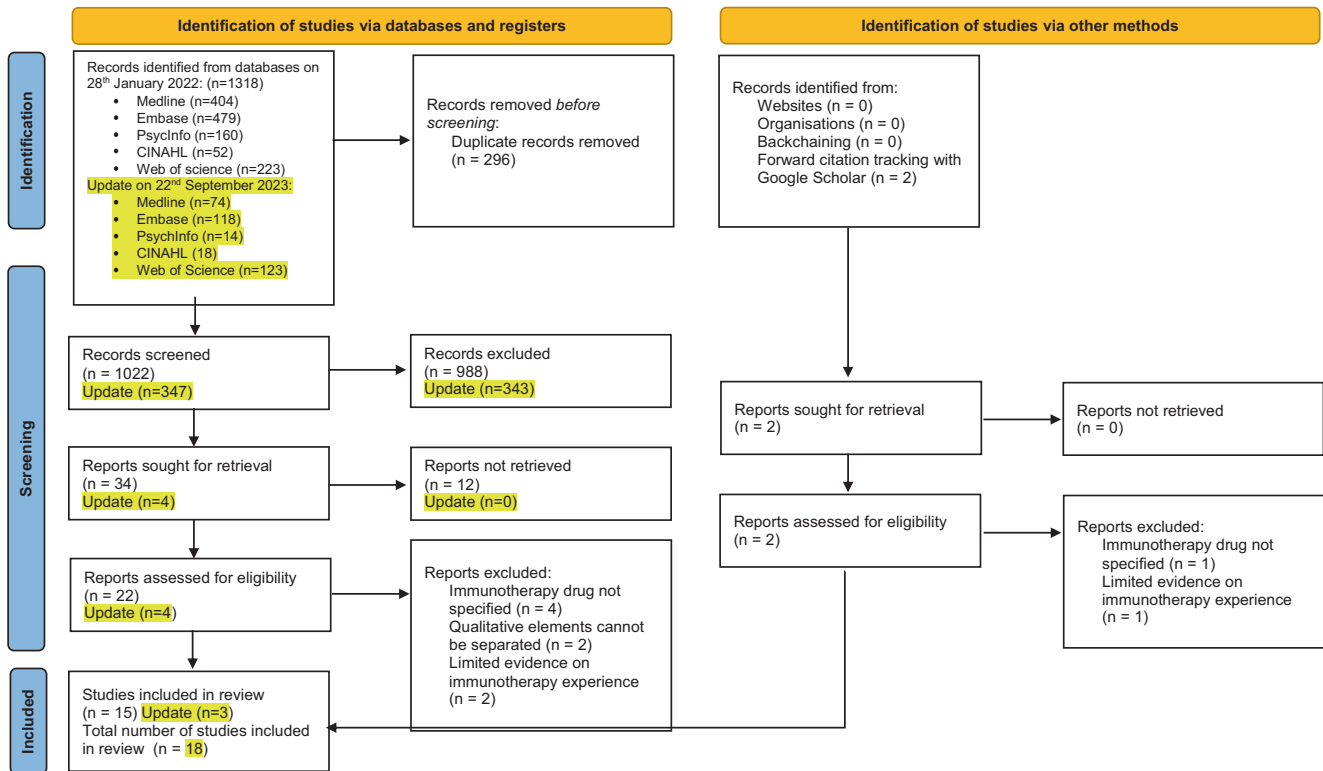 Identification of studies via databases and registers
Identification of studies via other methods
Identification
Records identified from databases on
28th January 2022: (n=1318)
• Medline (n=404)
• Embase (n=479)
• PsycInfo (n=160)
• CINAHL (n=52)
• Web of science (n=223)
Update on 22nd September 2023:
• Medline (n=74)
• Embase (n=118)
• PsychInfo (n=14)
• CINAHL (18)
• Web of Science (n=123)
Records removed before
screening:
Duplicate records removed
(n = 296)
Records identified from:
Websites (n = 0)
Organisations (n = 0)
Backchaining (n = 0)
Forward citation tracking with
Google Scholar (n = 2)
Screening
Records screened
(n = 1022)
Update (n=347)
Records excluded
(n = 988)
Update (n=343)
Reports sought for retrieval
(n = 34)
Update (n=4)
Reports not retrieved
(n = 12)
Update (n=0)
Reports sought for retrieval
(n = 2)
Reports not retrieved
(n = 0)
Reports assessed for eligibility
(n = 22)
Update (n=4)
Reports excluded:
Immunotherapy drug not
specified (n = 4)
Qualitative elements cannot
be separated (n = 2)
Limited evidence on
immunotherapy experience
(n = 2)
Reports assessed for eligibility
(n = 2)
Reports excluded:
Immunotherapy drug not
specified (n = 1)
Limited evidence on
immunotherapy experience
(n = 1)
Included
Studies included in review
(n = 15) Update (n=3)
Total number of studies included
in review (n = 18)